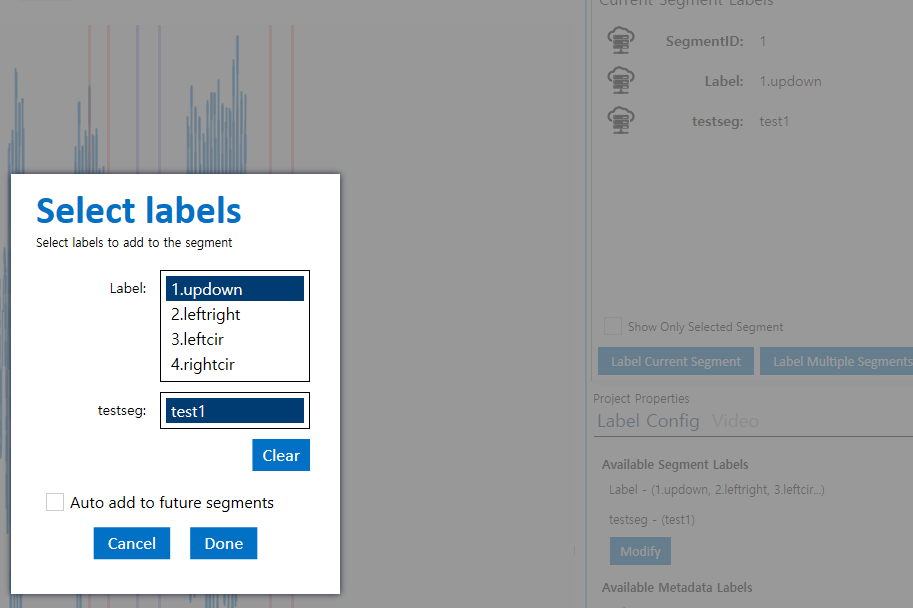 Current Segment Labels
SegmentID: 1
Label: 1.updown
testseg: test1
Select labels
Select labels to add to the segment
Label:
1.updown
2.leftright
3.leftcir
4.rightcir
testseg:
test1
Clear
Auto add to future segments
Cancel Done
Show Only Selected Segment
Label Current Segment Label Multiple Segments
Project Properties
Label Config Video
Available Segment Labels
Label - (1.updown, 2.leftright, 3.leftcir...)
testseg - (test1)
Modify
Available Metadata Labels